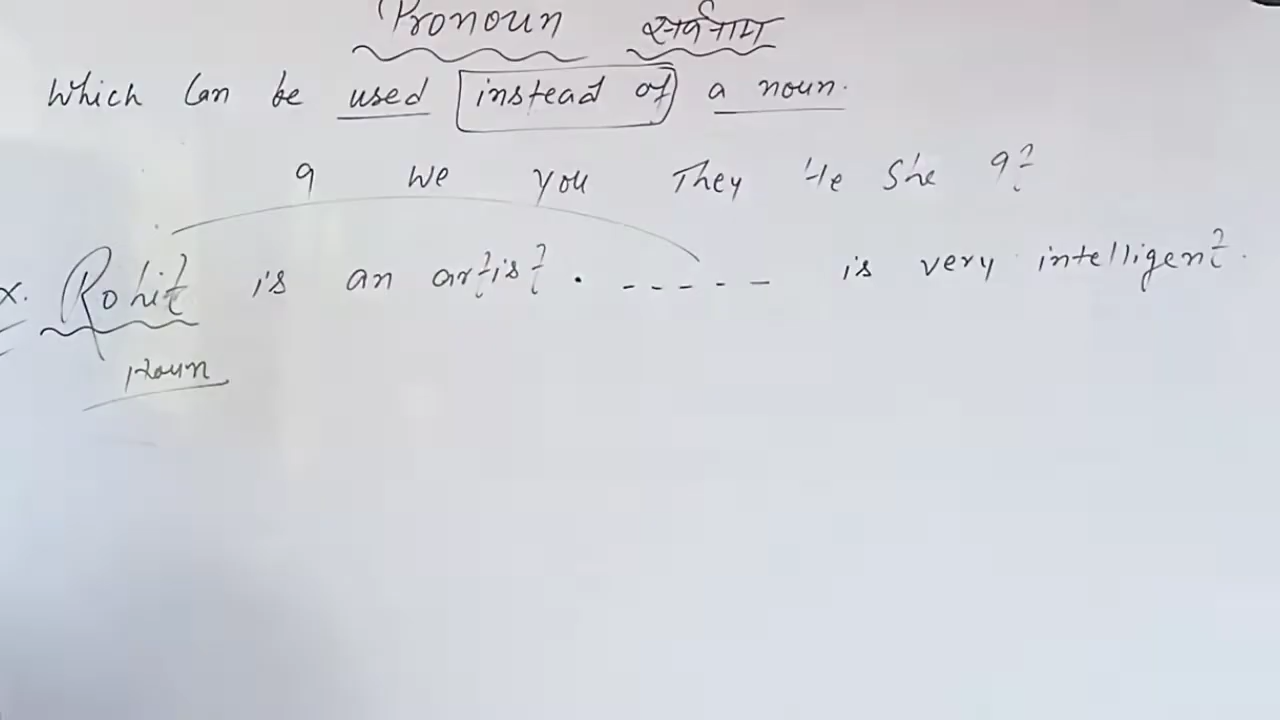 Pronoun सर्वनाम
Which Can be used instead of a noun.
I We You They He She It
x. Rohit is an artist. ----- is very intelligent.
Noun